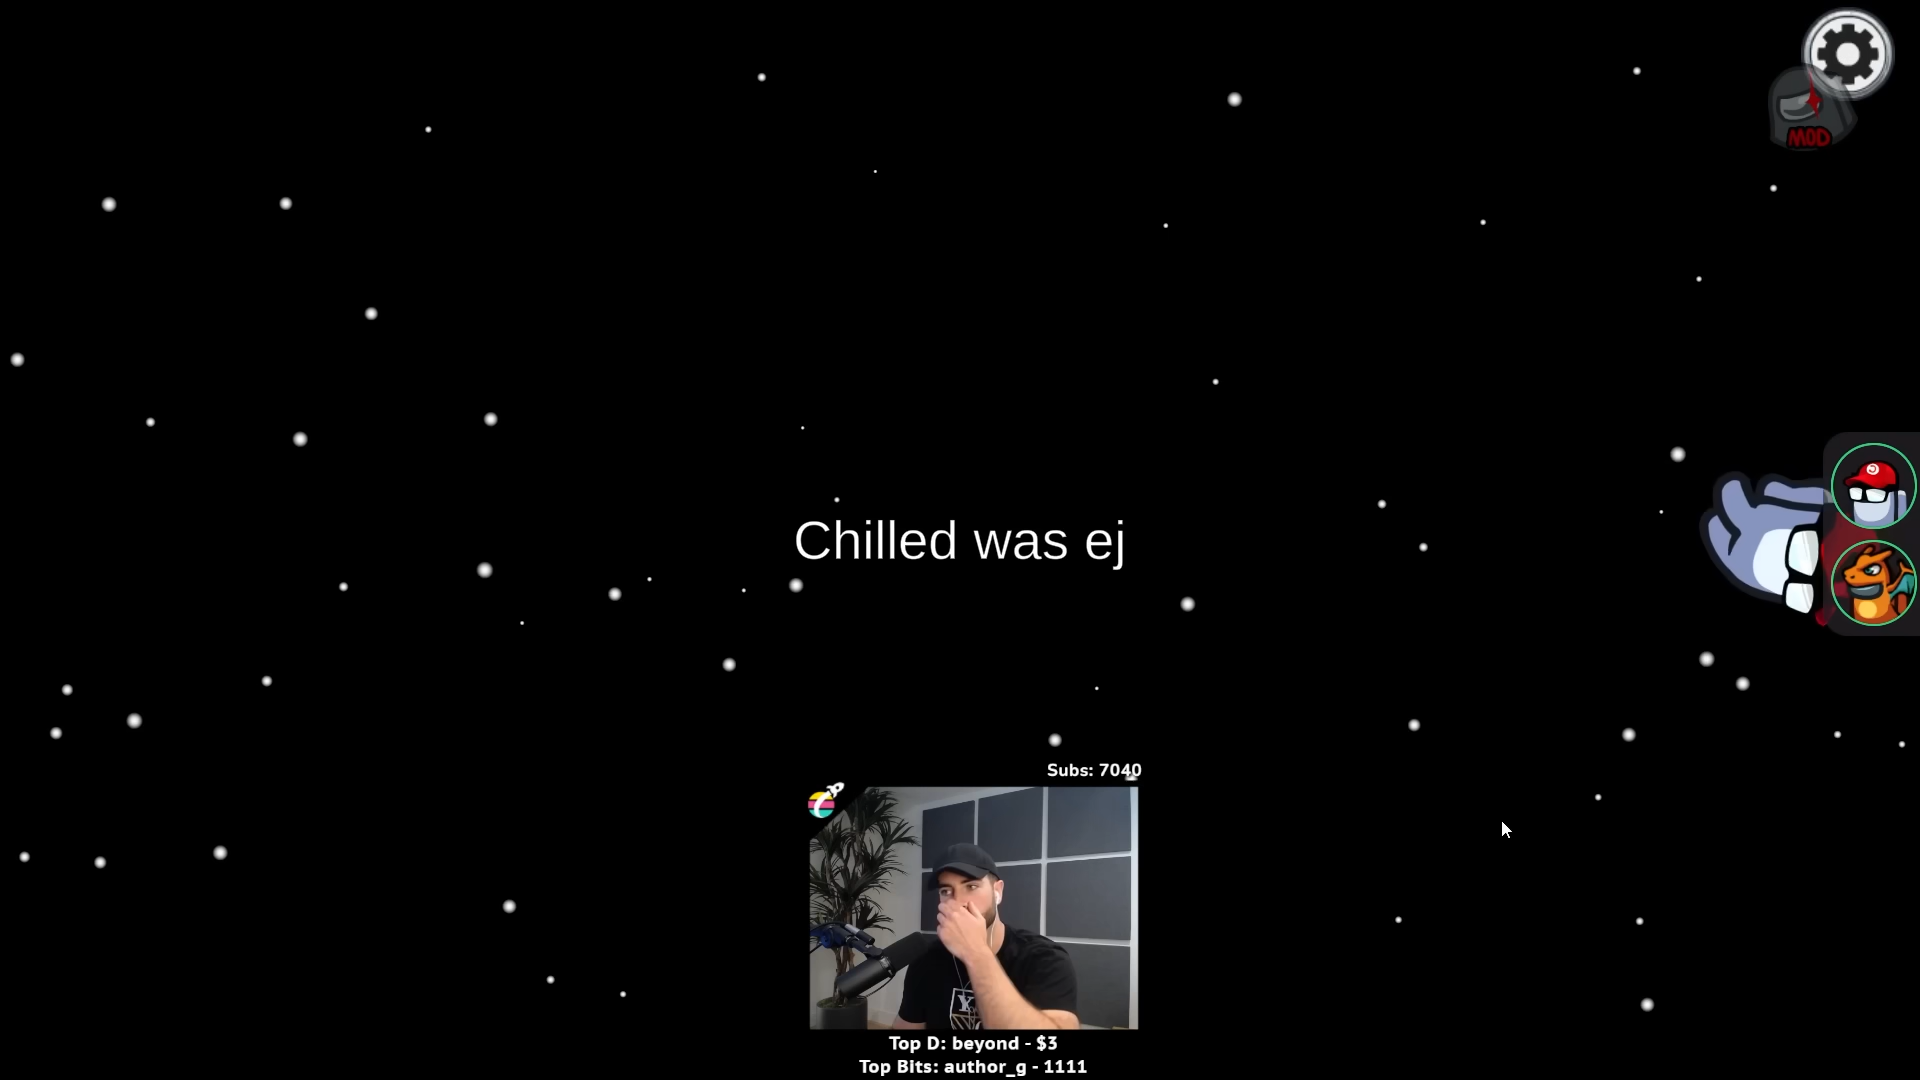 MOD
Chilled was ej
Subs: 7040
Top D: beyond - $3
Top Bits: author_g - 1111